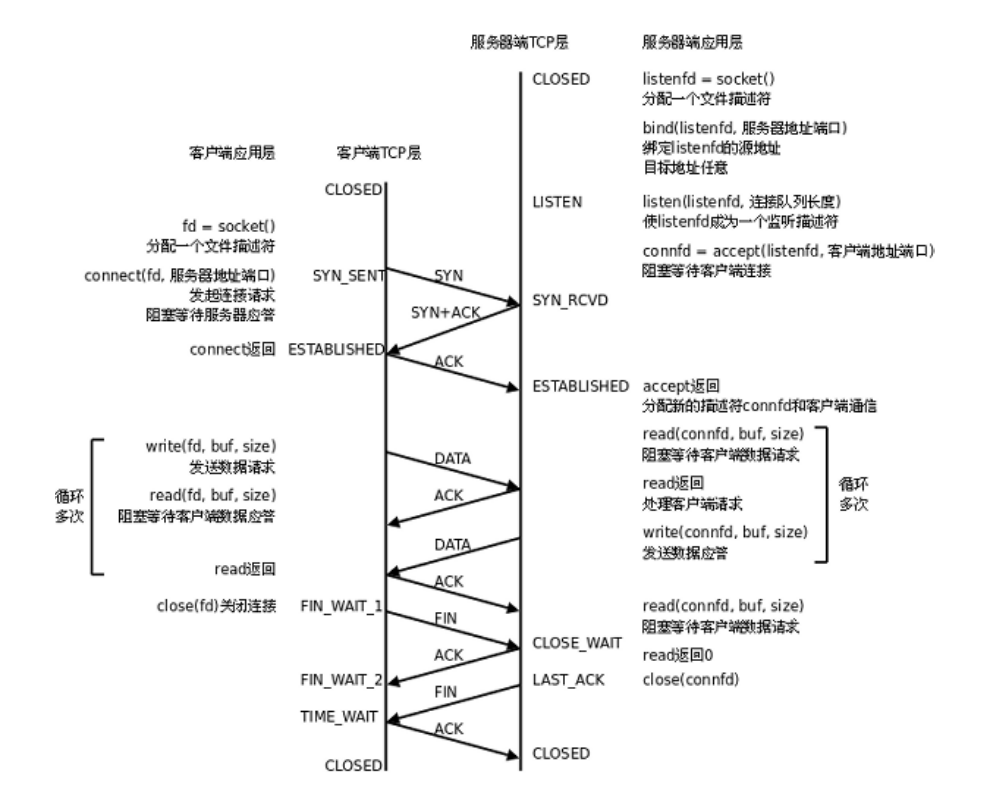 服务器端TCP层 服务器端应用层
CLOSED listenfd = socket()
分配一个文件描述符
bind(listenfd, 服务器地址端口)
绑定listenfd的源地址
客户端应用层 客户端TCP层
目标地址任意
CLOSED
LISTEN listen(listenfd, 连接队列长度)
使listenfd成为一个监听描述符
fd = socket()
分配一个文件描述符
connfd = accept(listenfd, 客户端地址端口)
阻塞等待客户端连接
connect(fd, 服务器地址端口) SYN_SENT SYN
发起连接请求
SYN_RCVD
阻塞等待服务器应答
SYN+ACK
connect返回 ESTABLISHED
ACK
ESTABLISHED accept返回
分配新的描述符connfd和客户端通信
read(connfd, buf, size)
write(fd, buf, size)
阻塞等待客户端数据请求
发送数据请求
DATA
read返回
循环
多次
read(fd, buf, size)
阻塞等待客户端数据应答
ACK
处理客户端请求
循环
多次
write(connfd, buf, size)
DATA
发送数据应答
read返回
ACK
close(fd)关闭连接 FIN_WAIT_1
read(connfd, buf, size)
FIN
阻塞等待客户端数据请求
CLOSE_WAIT
ACK
read返回0
FIN_WAIT_2
LAST_ACK close(connfd)
FIN
TIME_WAIT
ACK
CLOSED
CLOSED